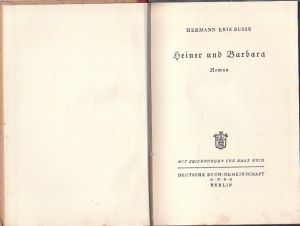 HERMANN ERIS BUSSE
Heiner und Barbara
Roman
MIT ZEICHNUNGEN VON HANS MEID
DEUTSCHE BUCH-GEMEINSCHAFT
G·M·B·H
BERLIN